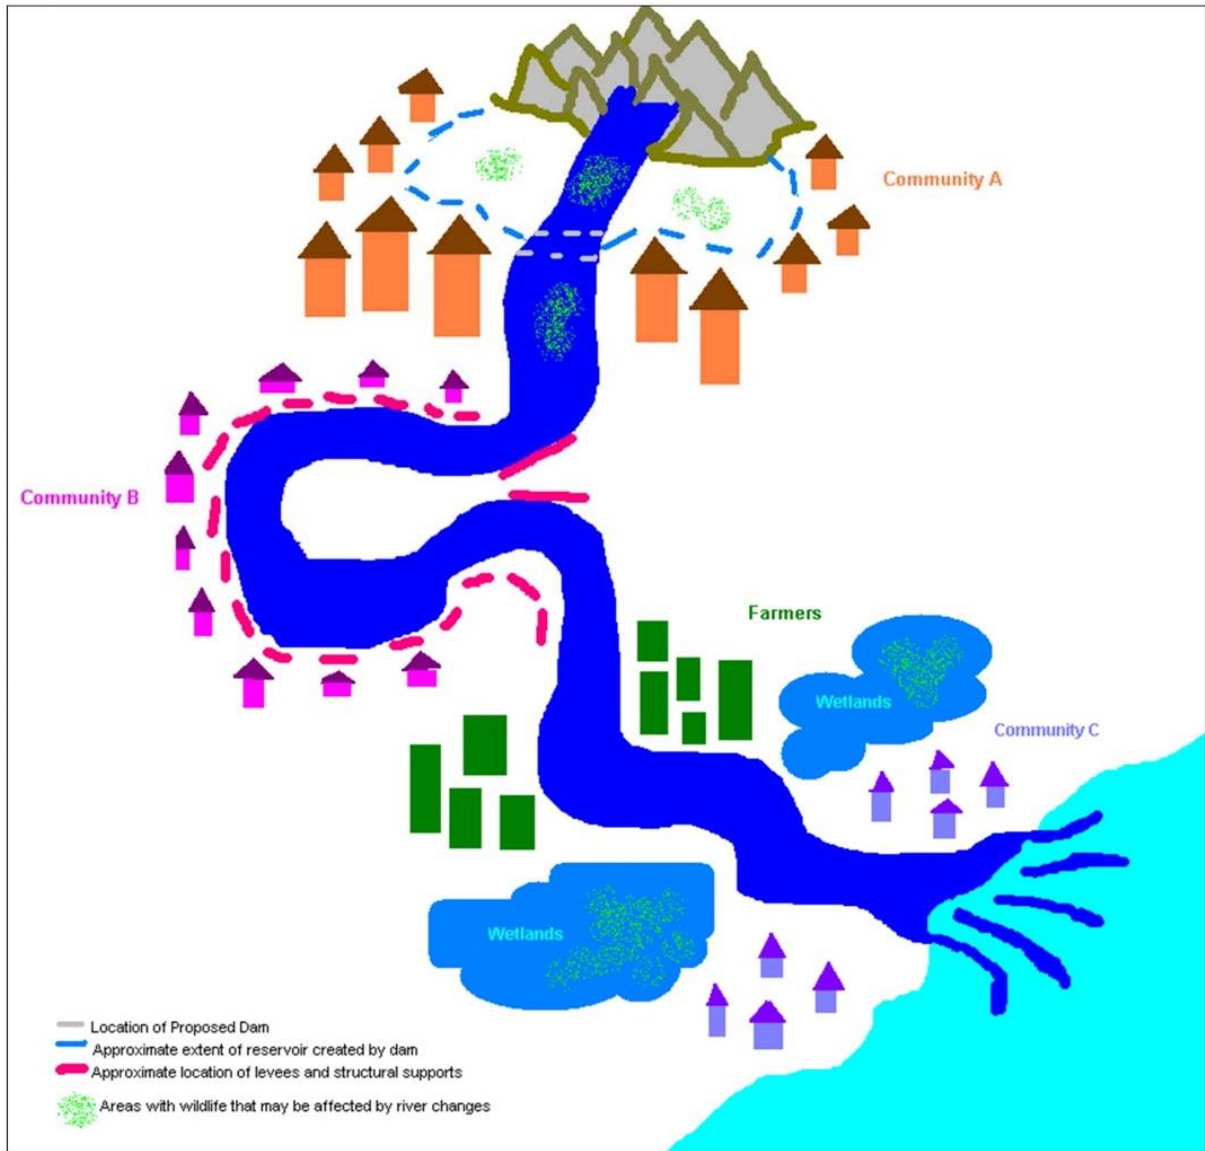 Community A
Community B
Farmers
Wetlands
Community C
Wetlands
Location of Proposed Dam
Approximate extent of reservoir created by dam
Approximate location of levees and structural supports
Areas with wildlife that may be affected by river changes